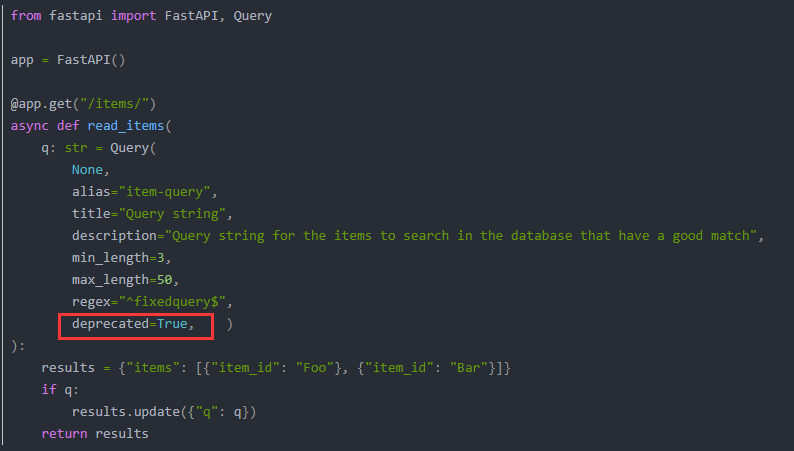 from fastapi import FastAPI, Query
app = FastAPI()
@app.get("/items/")
async def read_items(
    q: str = Query(
        None,
        alias="item-query",
        title="Query string",
        description="Query string for the items to search in the database that have a good match",
        min_length=3,
        max_length=50,
        regex="^fixedquery$",
        deprecated=True,    )
):
    results = {"items": [{"item_id": "Foo"}, {"item_id": "Bar"}]}
    if q:
        results.update({"q": q})
    return results